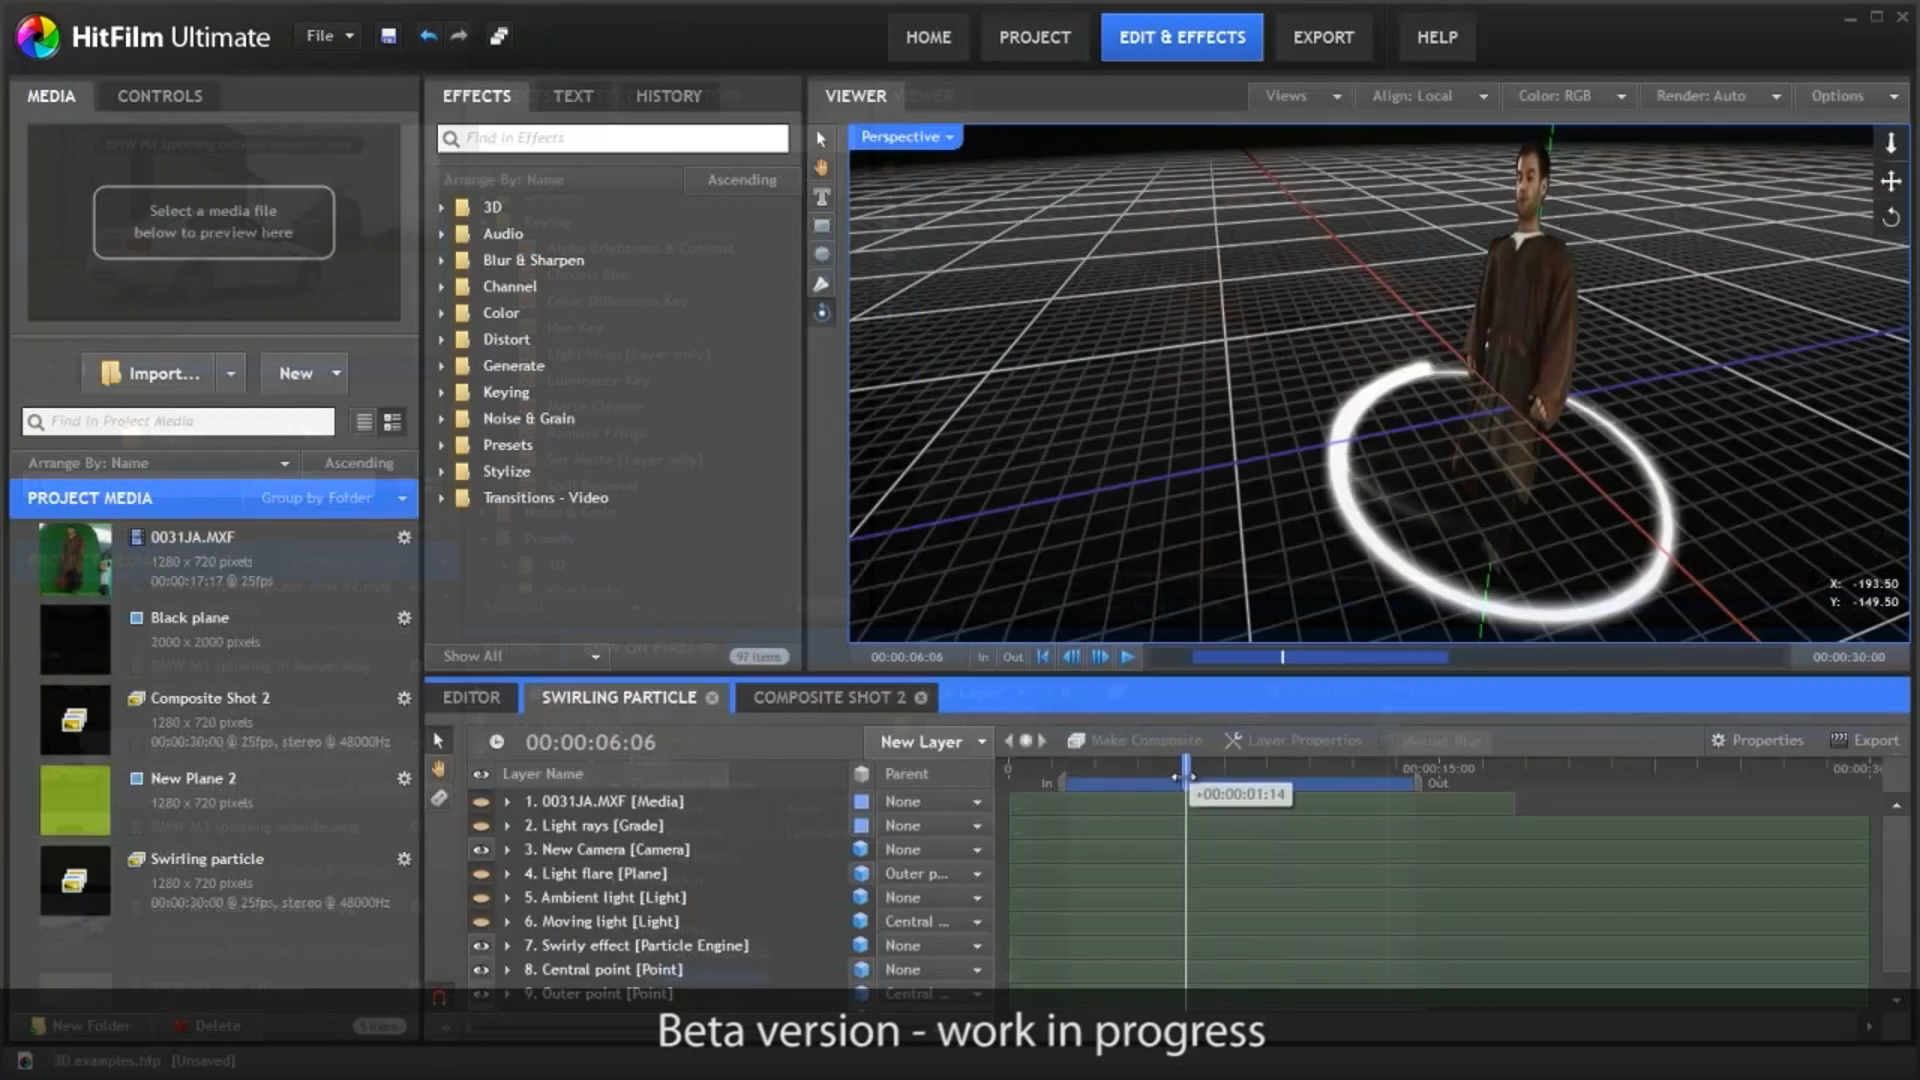 HitFilm Ultimate
File
HOME
PROJECT
EDIT & EFFECTS
EXPORT
HELP
MEDIA
CONTROLS
Select a media file
below to preview here
Import...
New
Find in Project Media
Arrange By: Name
Ascending
PROJECT MEDIA
Group by Folder
0031JA.MXF
1280 x 720 pixels
00:00:17:17 @ 25fps
Black plane
2000 x 2000 pixels
Composite Shot 2
1280 x 720 pixels
00:00:30:00 @ 25fps, stereo @ 48000Hz
New Plane 2
1280 x 720 pixels
Swirling particle
1280 x 720 pixels
00:00:30:00 @ 25fps, stereo @ 48000Hz
New Folder
Delete
5 items
3D examples.hfp [Unsaved]
EFFECTS
TEXT
HISTORY
Find in Effects
Arrange By: Name
Ascending
3D
Audio
Blur & Sharpen
Channel
Color
Distort
Generate
Keying
Noise & Grain
Presets
Stylize
Transitions - Video
Show All
97 items
VIEWER
Views
Align: Local
Color: RGB
Render: Auto
Options
Perspective
X: -193.50
Y: -149.50
00:00:06:06
In
Out
00:00:30:00
EDITOR
SWIRLING PARTICLE
COMPOSITE SHOT 2
00:00:06:06
New Layer
Make Composite
Layer Properties
Motion Blur
Properties
Export
Layer Name
Parent
0
00:00:15:00
In
Out
+00:00:01:14
1. 0031JA.MXF [Media]
None
2. Light rays [Grade]
None
3. New Camera [Camera]
None
4. Light flare [Plane]
Outer p...
5. Ambient light [Light]
None
6. Moving light [Light]
Central ...
7. Swirly effect [Particle Engine]
None
8. Central point [Point]
None
9. Outer point [Point]
Central ...
Beta version - work in progress